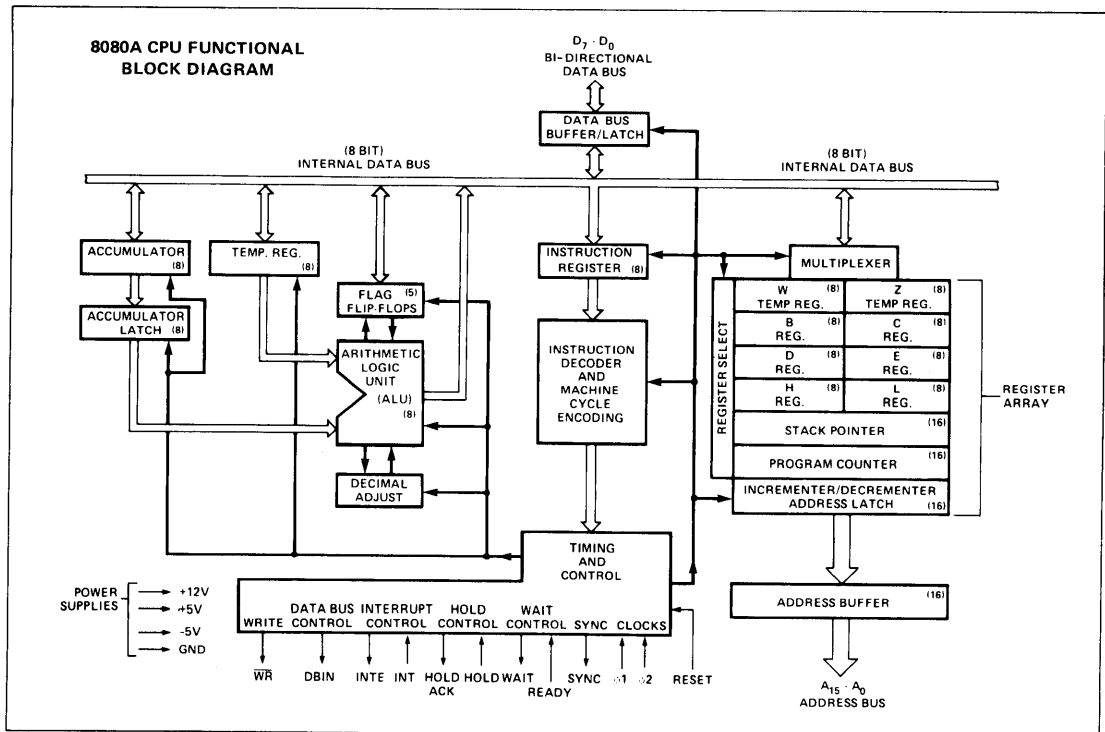 8080A CPU FUNCTIONAL
BLOCK DIAGRAM
D7 - D0
BI-DIRECTIONAL
DATA BUS
DATA BUS
BUFFER/LATCH
(8 BIT)
INTERNAL DATA BUS
(8 BIT)
INTERNAL DATA BUS
ACCUMULATOR
(8)
TEMP. REG.
(8)
INSTRUCTION
REGISTER (8)
MULTIPLEXER
ACCUMULATOR
LATCH (8)
FLAG (5)
FLIP-FLOPS
ARITHMETIC
LOGIC
UNIT
(ALU)
(8)
DECIMAL
ADJUST
INSTRUCTION
DECODER
AND
MACHINE
CYCLE
ENCODING
REGISTER SELECT
W (8)
TEMP REG.
Z (8)
TEMP REG.
B (8)
REG.
C (8)
REG.
D (8)
REG.
E (8)
REG.
H (8)
REG.
L (8)
REG.
STACK POINTER (16)
PROGRAM COUNTER (16)
INCREMENTER/DECREMENTER
ADDRESS LATCH (16)
REGISTER
ARRAY
TIMING
AND
CONTROL
ADDRESS BUFFER (16)
A15 - A0
ADDRESS BUS
POWER
SUPPLIES
+12V
+5V
-5V
GND
WRITE
DATA BUS
CONTROL
INTERRUPT
CONTROL
HOLD
CONTROL
WAIT
CONTROL
SYNC
CLOCKS
WR
DBIN
INTE
INT
HOLD
ACK
HOLD
WAIT
READY
SYNC
φ1
φ2
RESET